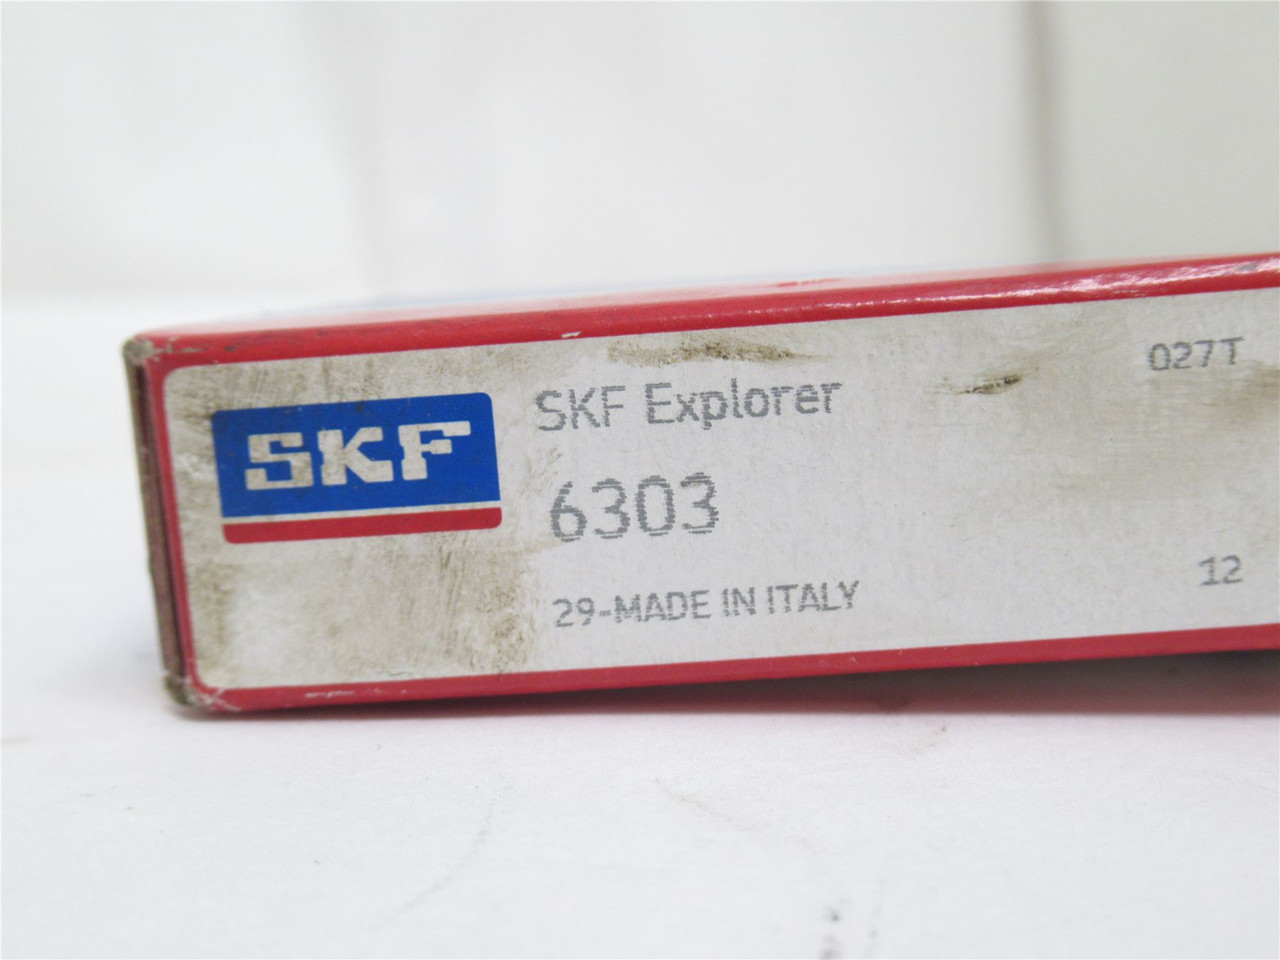 SKF
SKF Explorer
027T
6303
12
29-MADE IN ITALY